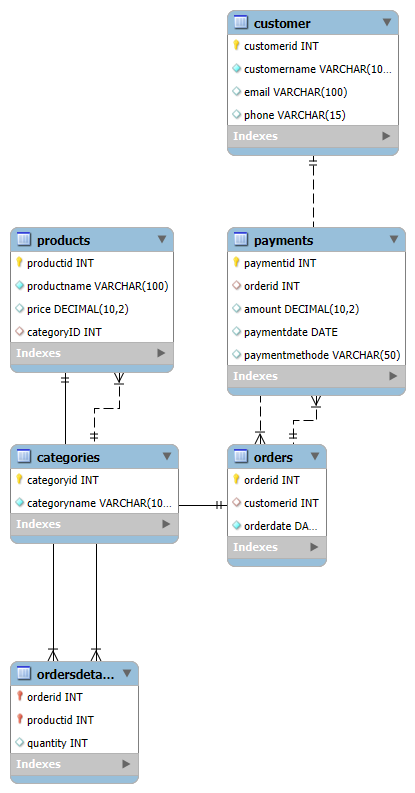 customer
customerid INT
customername VARCHAR(10...
email VARCHAR(100)
phone VARCHAR(15)
Indexes
products
productid INT
productname VARCHAR(100)
price DECIMAL(10,2)
categoryID INT
Indexes
payments
paymentid INT
orderid INT
amount DECIMAL(10,2)
paymentdate DATE
paymentmethode VARCHAR(50)
Indexes
categories
categoryid INT
categoryname VARCHAR(10...
Indexes
orders
orderid INT
customerid INT
orderdate DA...
Indexes
ordersdeta...
orderid INT
productid INT
quantity INT
Indexes